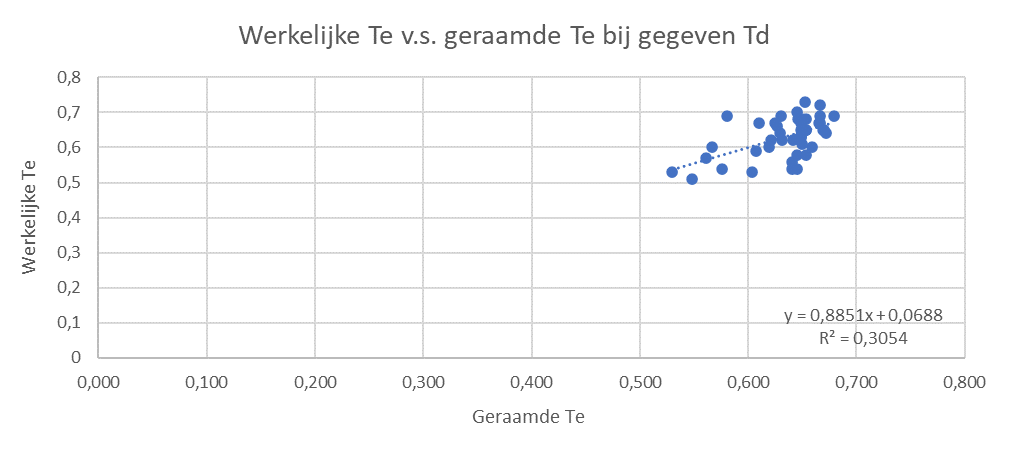 Werkelijke Te v.s. geraamde Te bij gegeven Td
0,8
0,7
0,6
0,5
0,4
0,3
0,2
0,1
0
Werkelijke Te
y = 0,8851x + 0,0688
R² = 0,3054
0,000 0,100 0,200 0,300 0,400 0,500 0,600 0,700 0,800
Geraamde Te